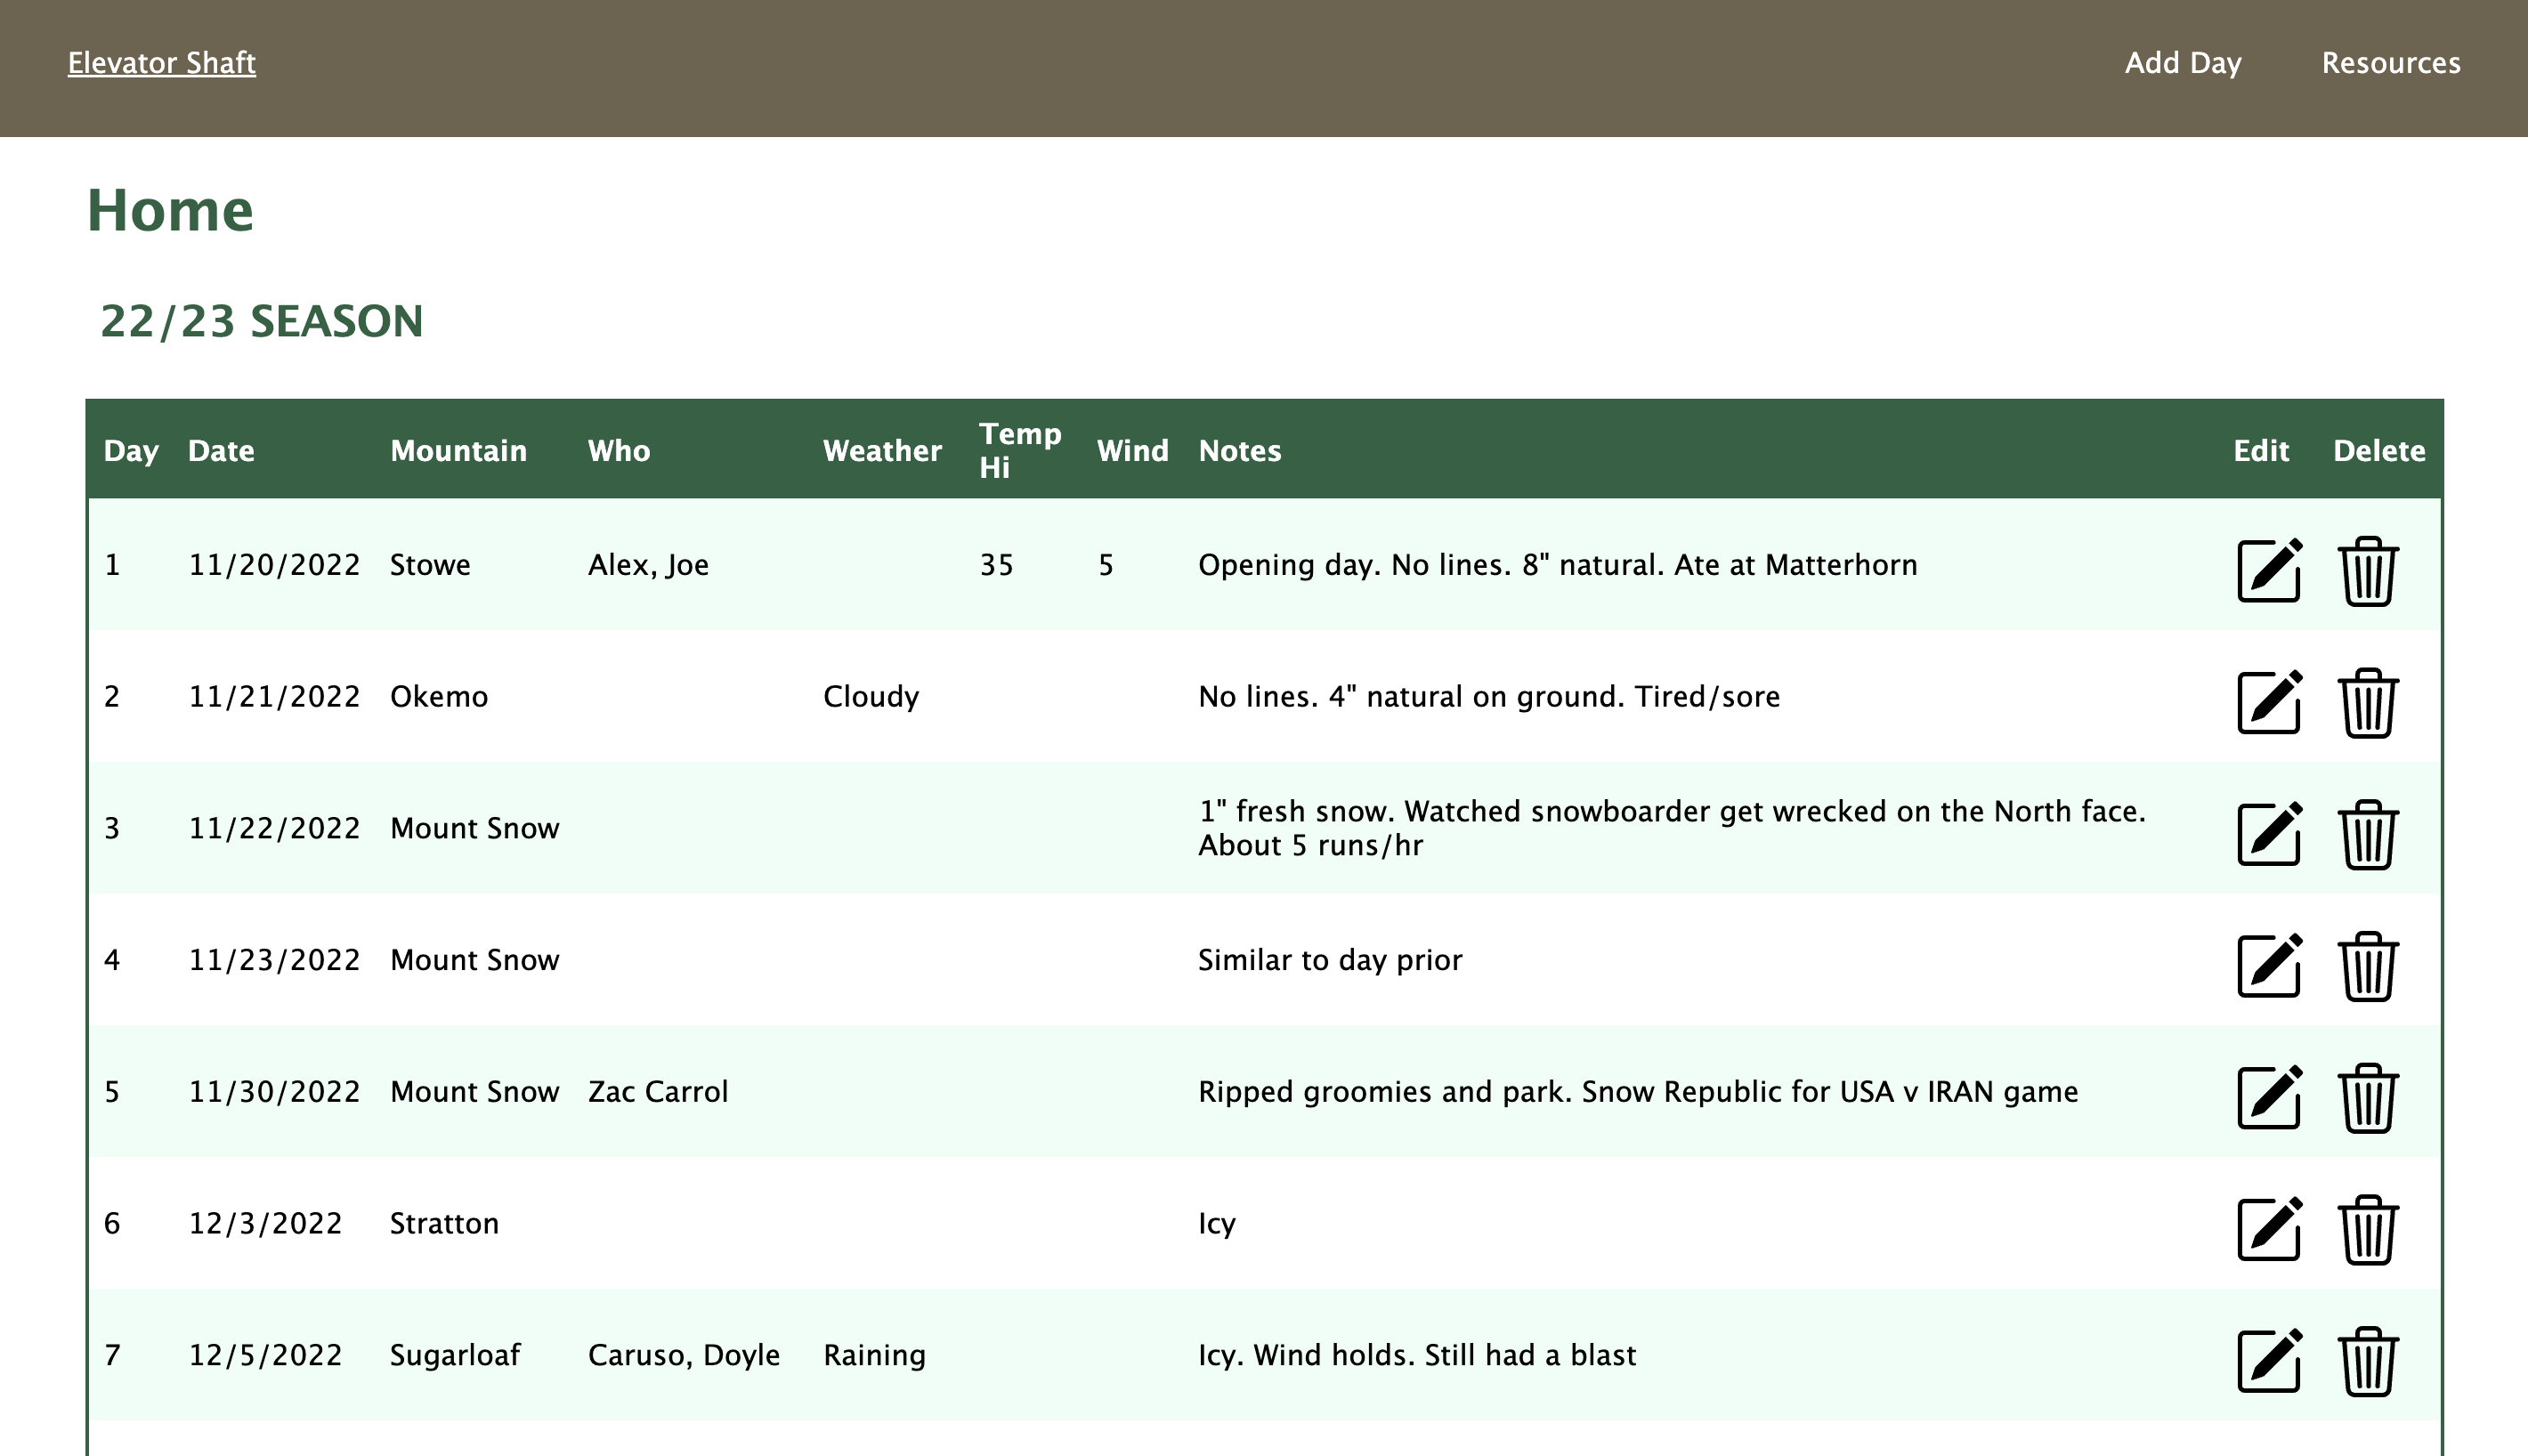 Elevator Shaft Add Day Resources
Home
22/23 SEASON
Day Date Mountain Who Weather Temp Hi Wind Notes Edit Delete
1 11/20/2022 Stowe Alex, Joe 35 5 Opening day. No lines. 8" natural. Ate at Matterhorn
2 11/21/2022 Okemo Cloudy No lines. 4" natural on ground. Tired/sore
3 11/22/2022 Mount Snow 1" fresh snow. Watched snowboarder get wrecked on the North face.
About 5 runs/hr
4 11/23/2022 Mount Snow Similar to day prior
5 11/30/2022 Mount Snow Zac Carrol Ripped groomies and park. Snow Republic for USA v IRAN game
6 12/3/2022 Stratton Icy
7 12/5/2022 Sugarloaf Caruso, Doyle Raining Icy. Wind holds. Still had a blast